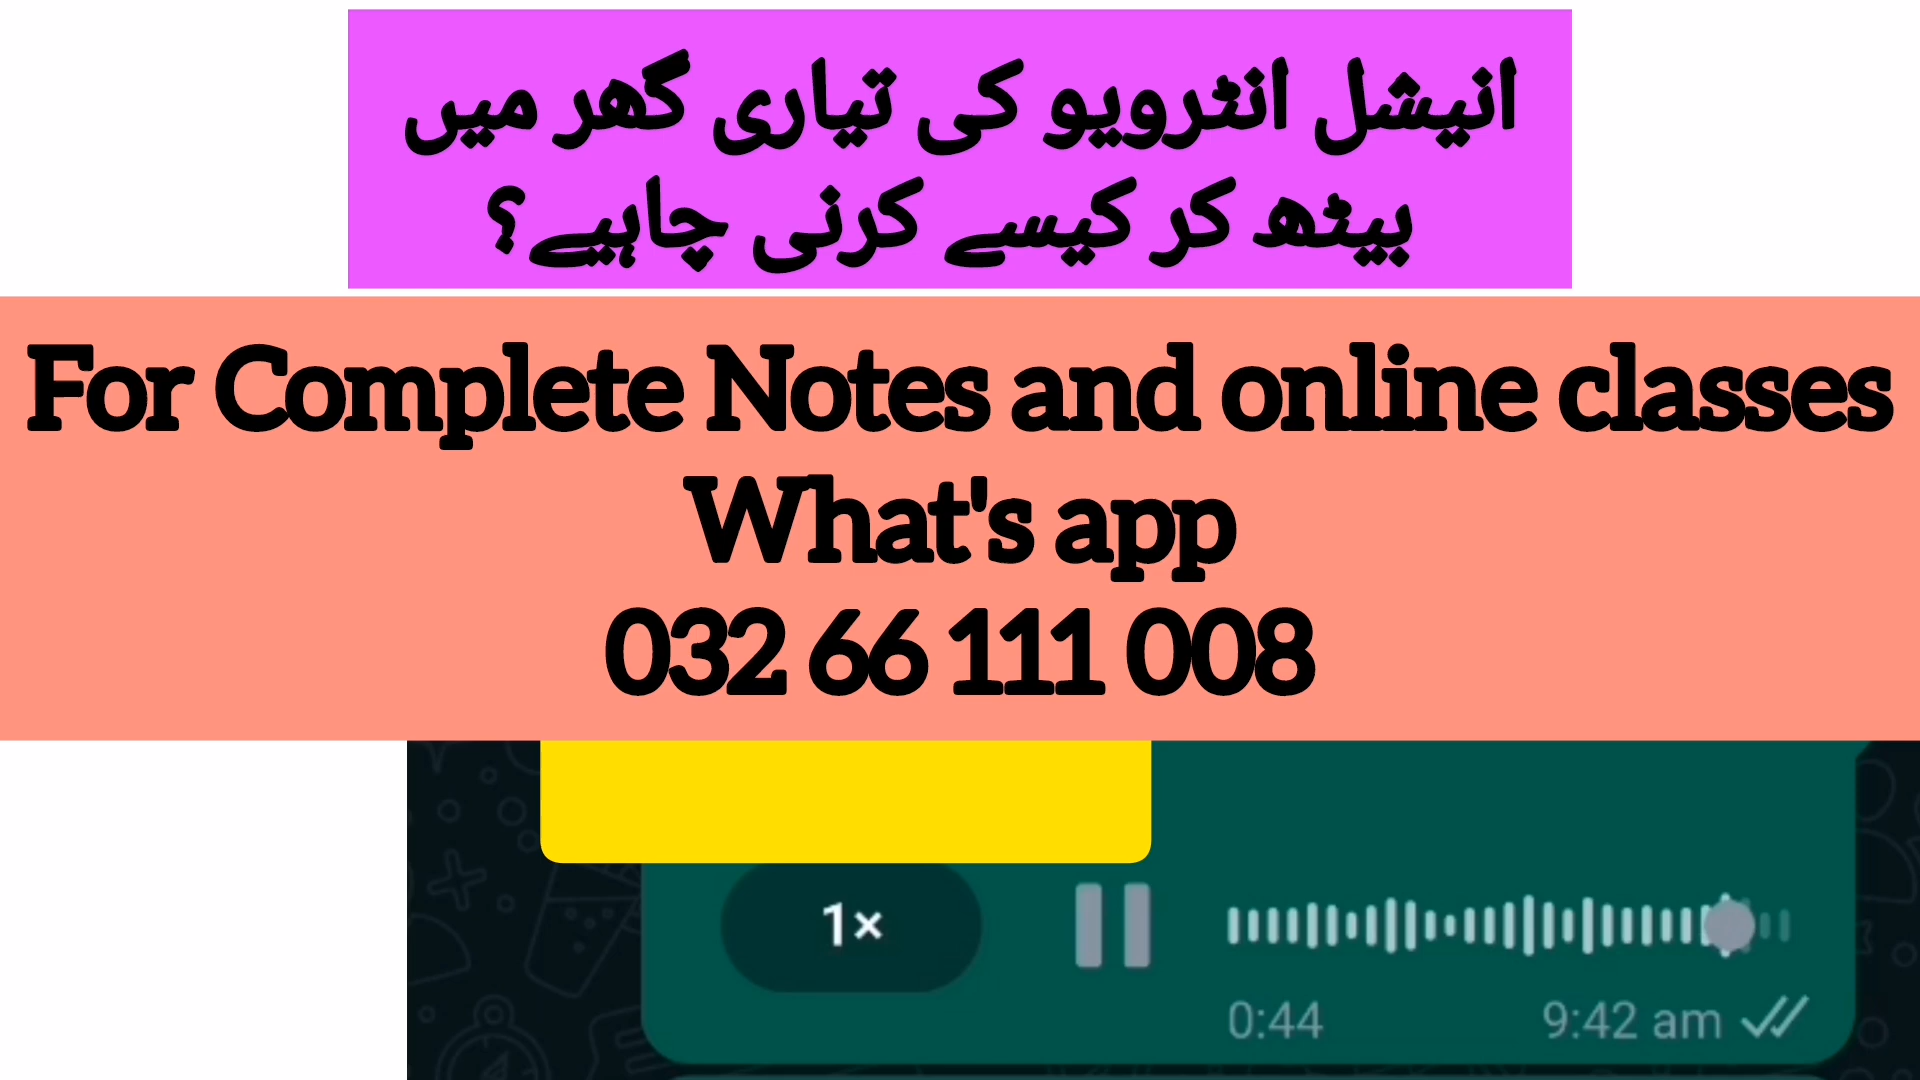 انیشل انٹرویو کی تیاری گھر میں
بیٹھ کر کیسے کرنی چاہیے؟
For Complete Notes and online classes
What's app
032 66 111 008
1×
0:44
9:42 am